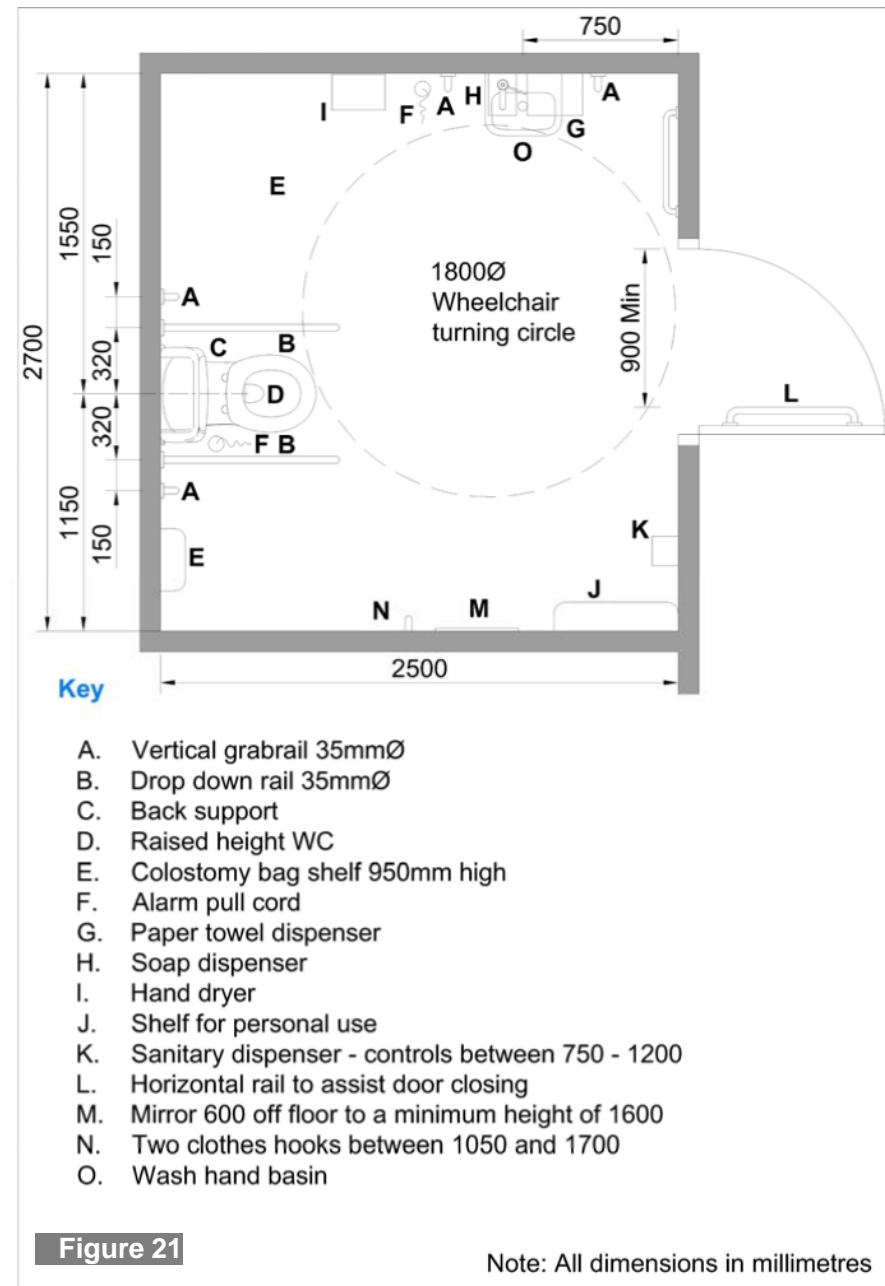 750
I
F
A
H
G
A
O
E
1550
150
1800Ø
Wheelchair
turning circle
900 Min
A
2700
320
C
B
D
L
320
F B
A
1150
150
E
K
J
N
M
2500
Key
A. Vertical grabrail 35mmØ
B. Drop down rail 35mmØ
C. Back support
D. Raised height WC
E. Colostomy bag shelf 950mm high
F. Alarm pull cord
G. Paper towel dispenser
H. Soap dispenser
I. Hand dryer
J. Shelf for personal use
K. Sanitary dispenser - controls between 750 - 1200
L. Horizontal rail to assist door closing
M. Mirror 600 off floor to a minimum height of 1600
N. Two clothes hooks between 1050 and 1700
O. Wash hand basin
Figure 21
Note: All dimensions in millimetres